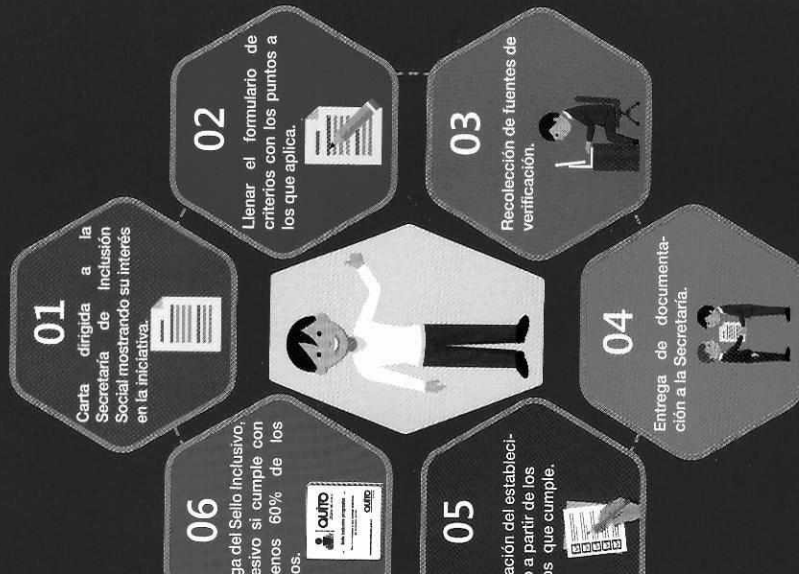 01
Carta dirigida a la
Secretaría de Inclusión
Social mostrando su interés
en la iniciativa.
02
Llenar el formulario de
criterios con los puntos a
los que aplica.
03
Recolección de fuentes de
verificación.
04
Entrega de documenta-
ción a la Secretaría.
05
ación del estableci-
o a partir de los
os que cumple.
06
ga del Sello Inclusivo,
esivo si cumple con
enos 60% de los
os.
QUITO
QUITO